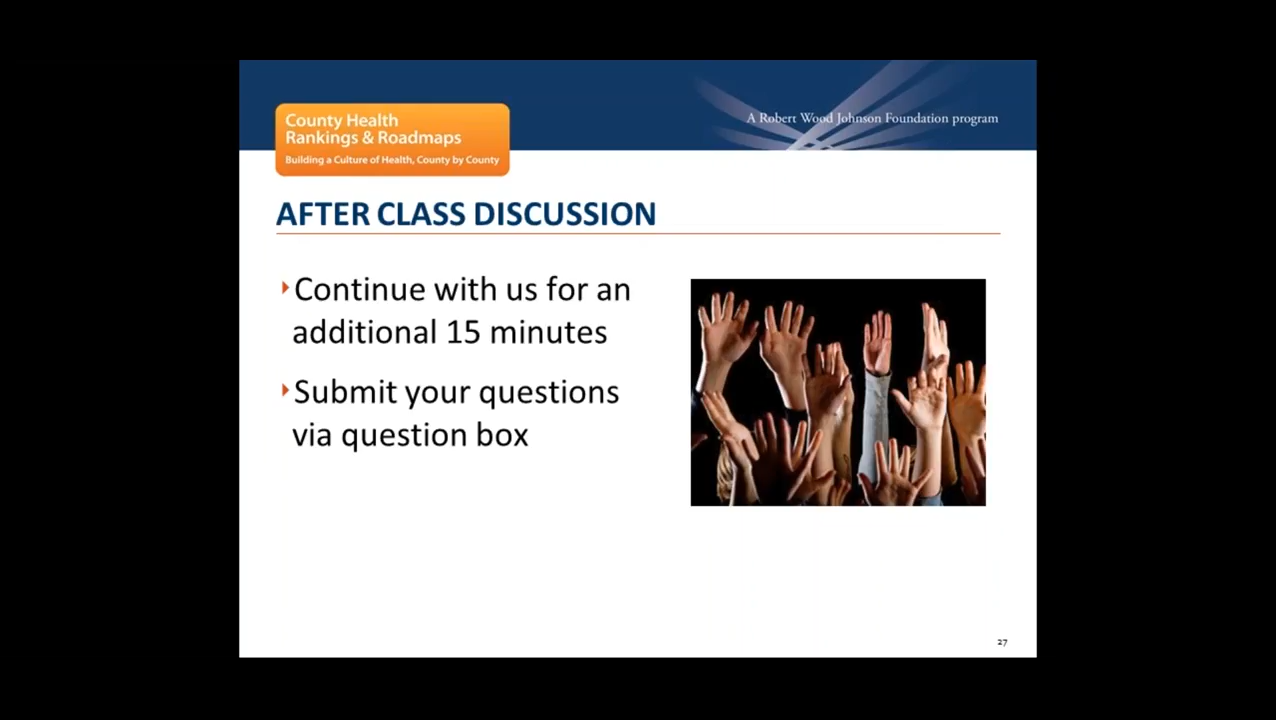 County Health
Rankings & Roadmaps
Building a Culture of Health, County by County
A Robert Wood Johnson Foundation program
AFTER CLASS DISCUSSION
Continue with us for an
additional 15 minutes
Submit your questions
via question box
27